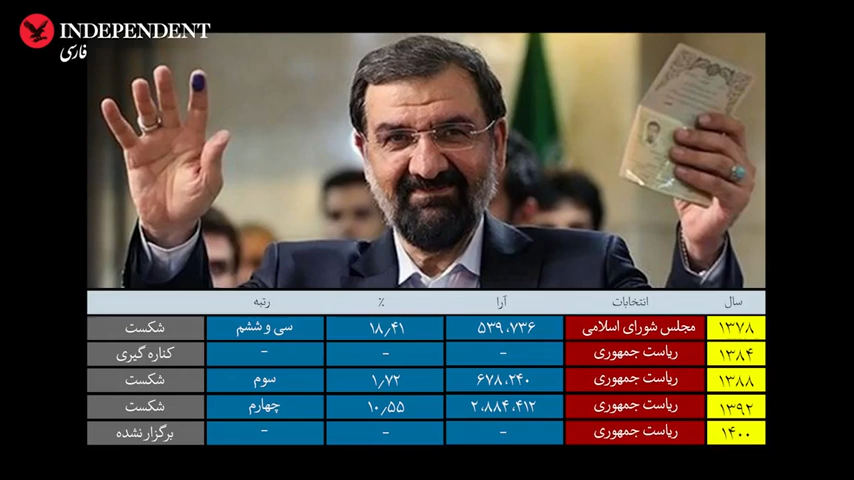 INDEPENDENT
فارسی
سال انتخابات آرا ٪ رتبه
۱۳۷۸ مجلس شورای اسلامی ۵۳۹،۷۳۶ ۱۸٫۴۱ سی و ششم شکست
۱۳۸۴ ریاست جمهوری - - - کناره گیری
۱۳۸۸ ریاست جمهوری ۶۷۸،۲۴۰ ۱٫۷۲ سوم شکست
۱۳۹۲ ریاست جمهوری ۲،۸۸۴،۴۱۲ ۱۰٫۵۵ چهارم شکست
۱۴۰۰ ریاست جمهوری - - - برگزار نشده